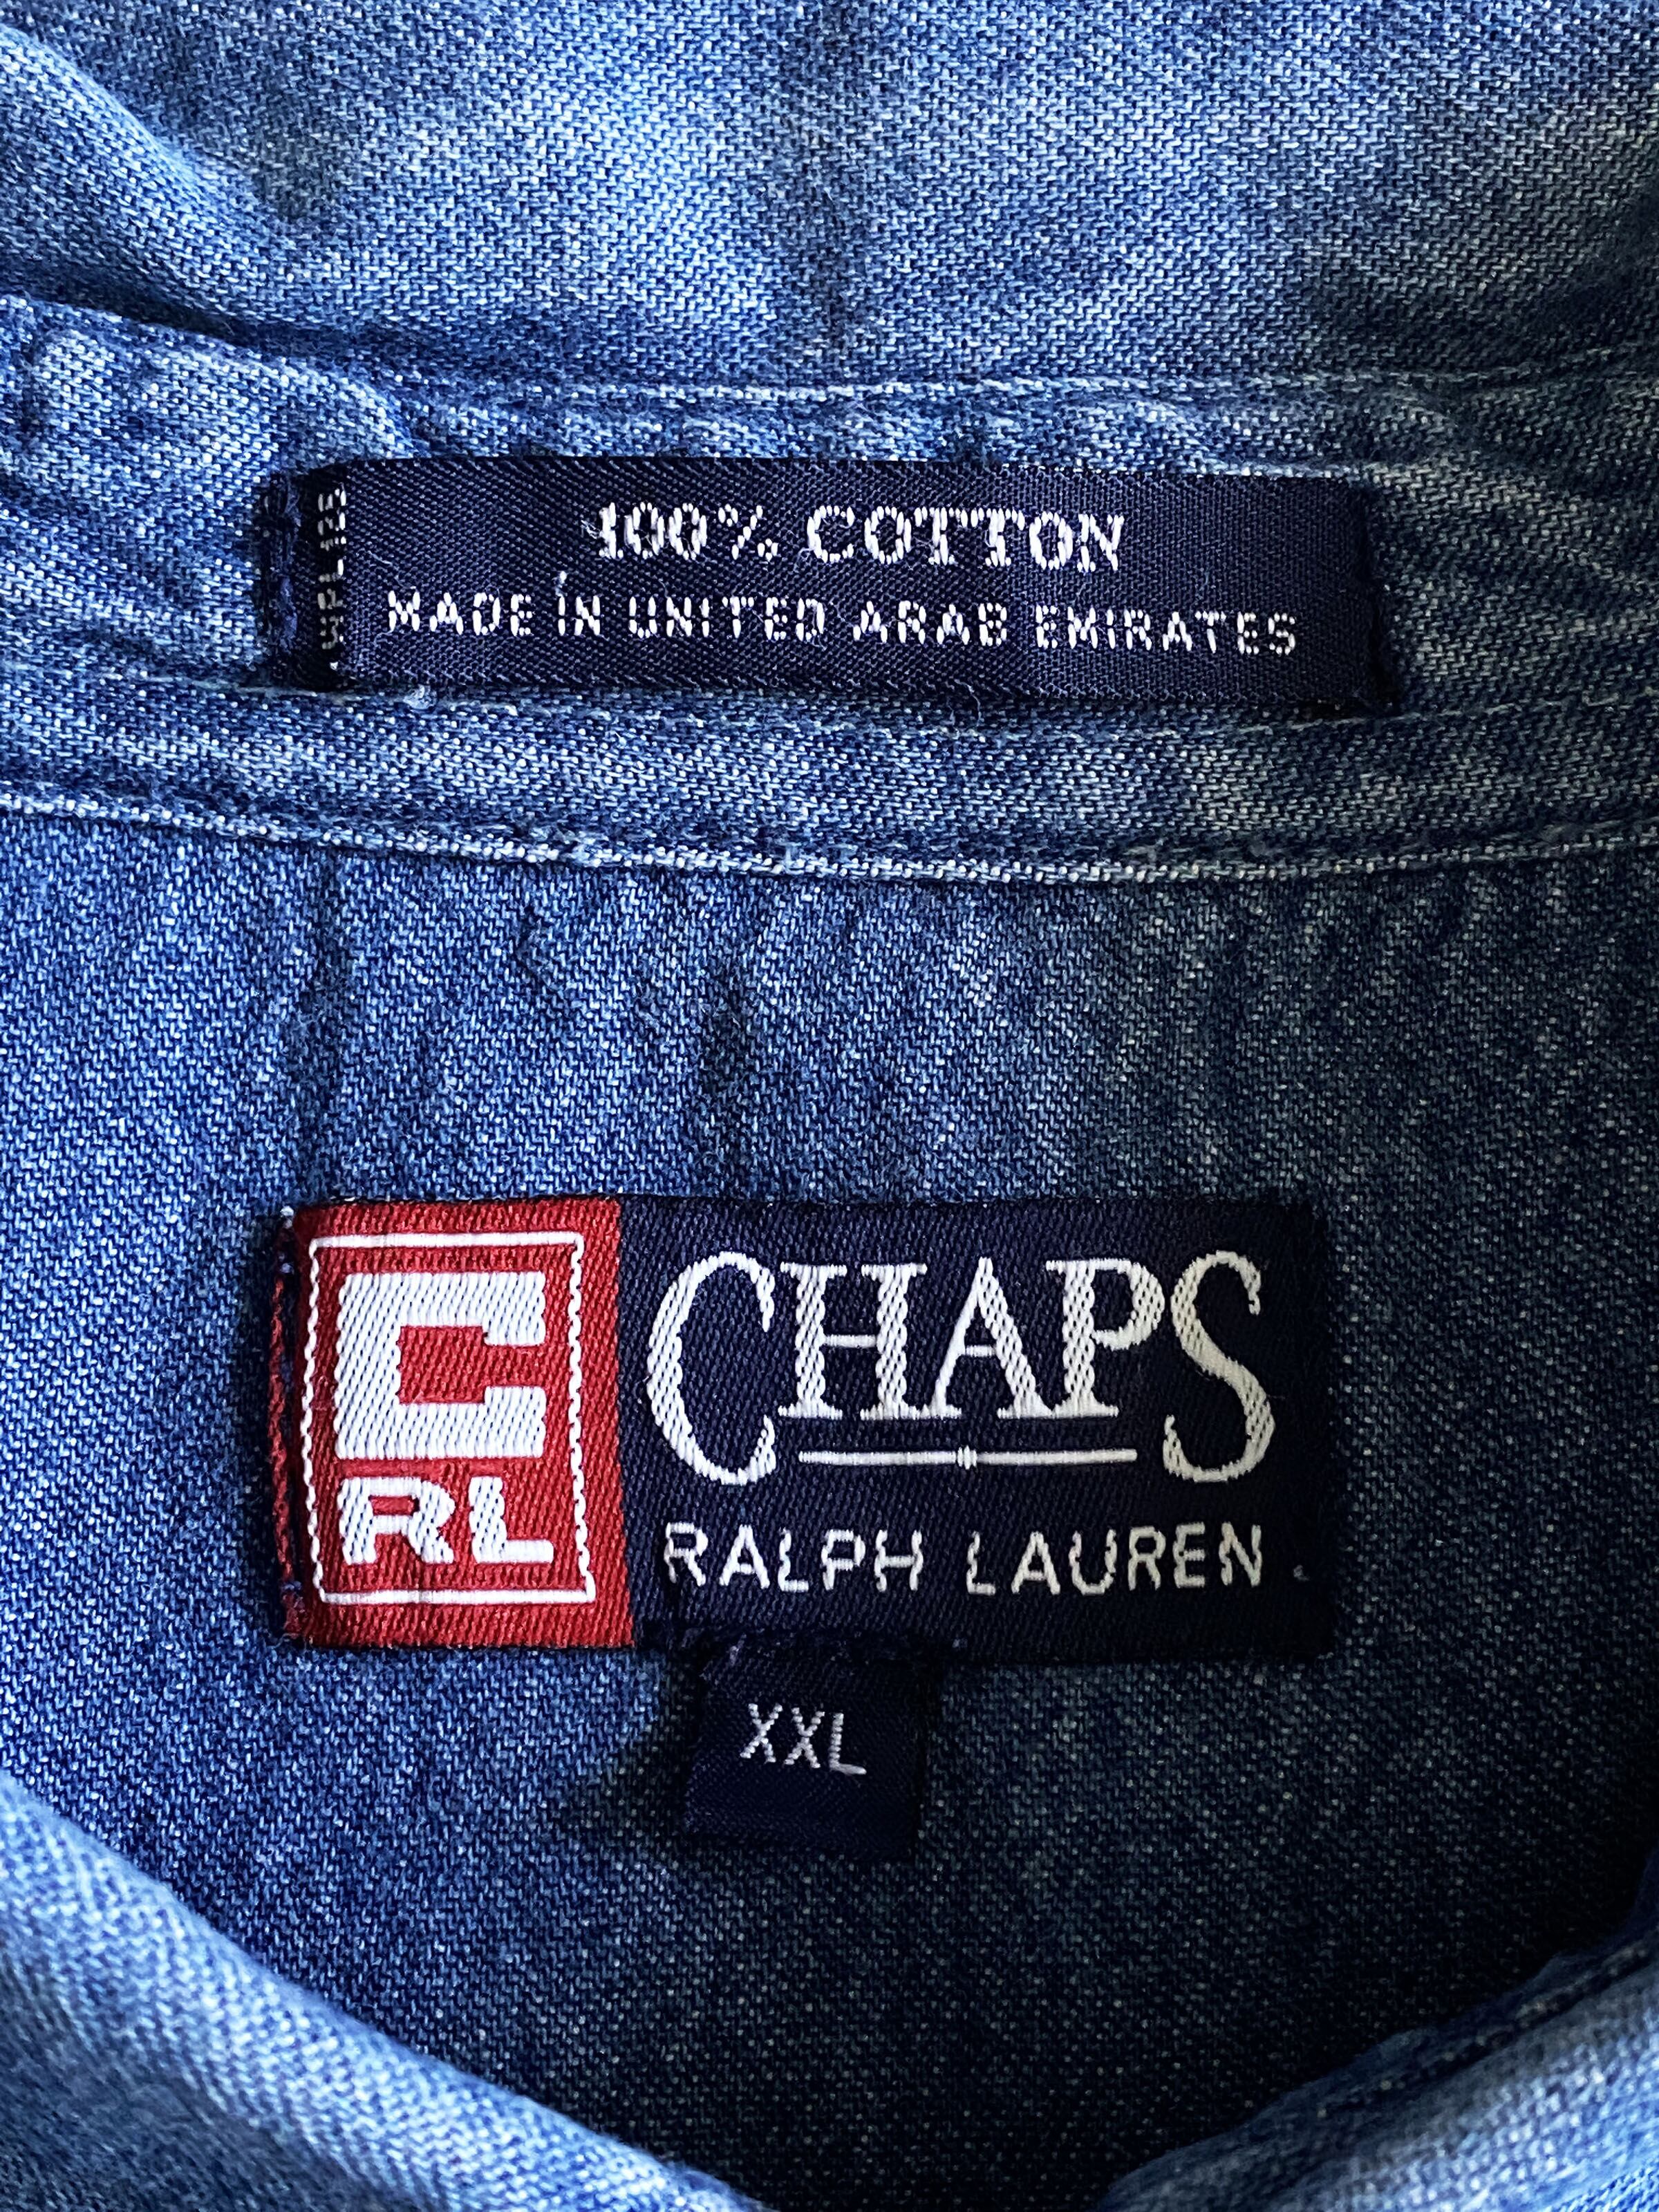 100% COTTON
MADE IN UNITED ARAB EMIRATES
C
RL
CHAPS
RALPH LAUREN
XXL